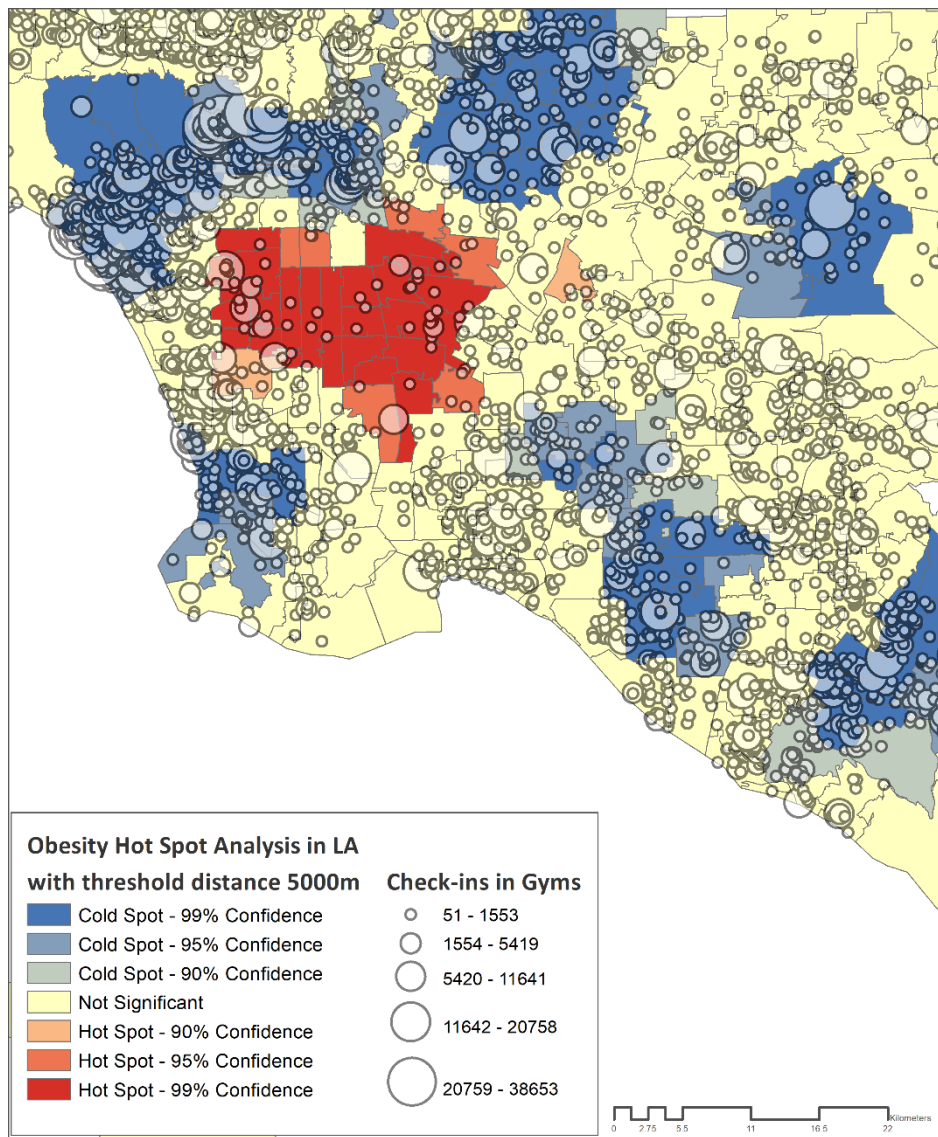 Obesity Hot Spot Analysis in LA
with threshold distance 5000m
Cold Spot - 99% Confidence
Cold Spot - 95% Confidence
Cold Spot - 90% Confidence
Not Significant
Hot Spot - 90% Confidence
Hot Spot - 95% Confidence
Hot Spot - 99% Confidence
Check-ins in Gyms
51 - 1553
1554 - 5419
5420 - 11641
11642 - 20758
20759 - 38653
Kilometers
0 2.75 5.5 11 16.5 22